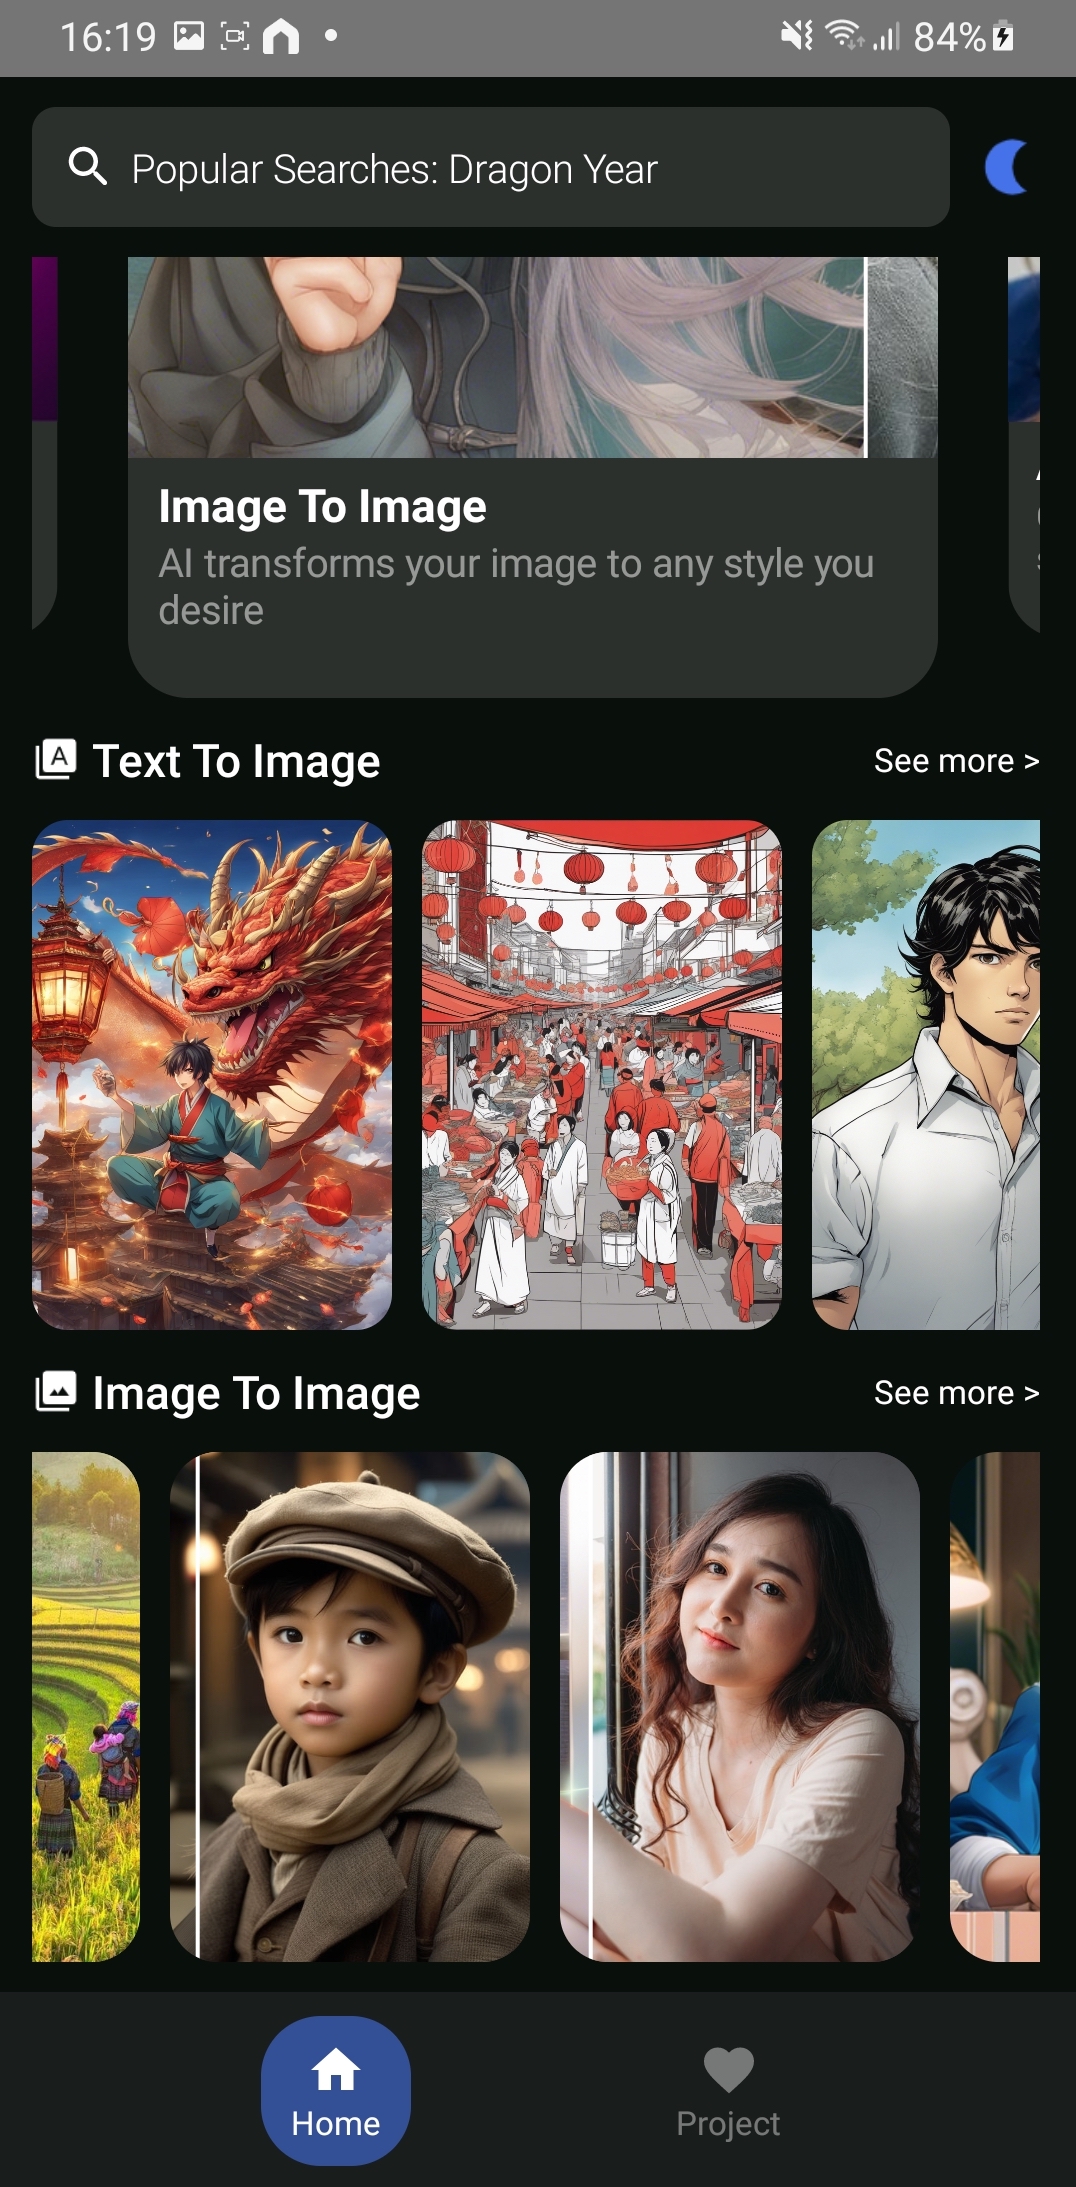 16:19
84%
Popular Searches: Dragon Year
Image To Image
AI transforms your image to any style you
desire
Text To Image
See more >
Image To Image
See more >
Home
Project